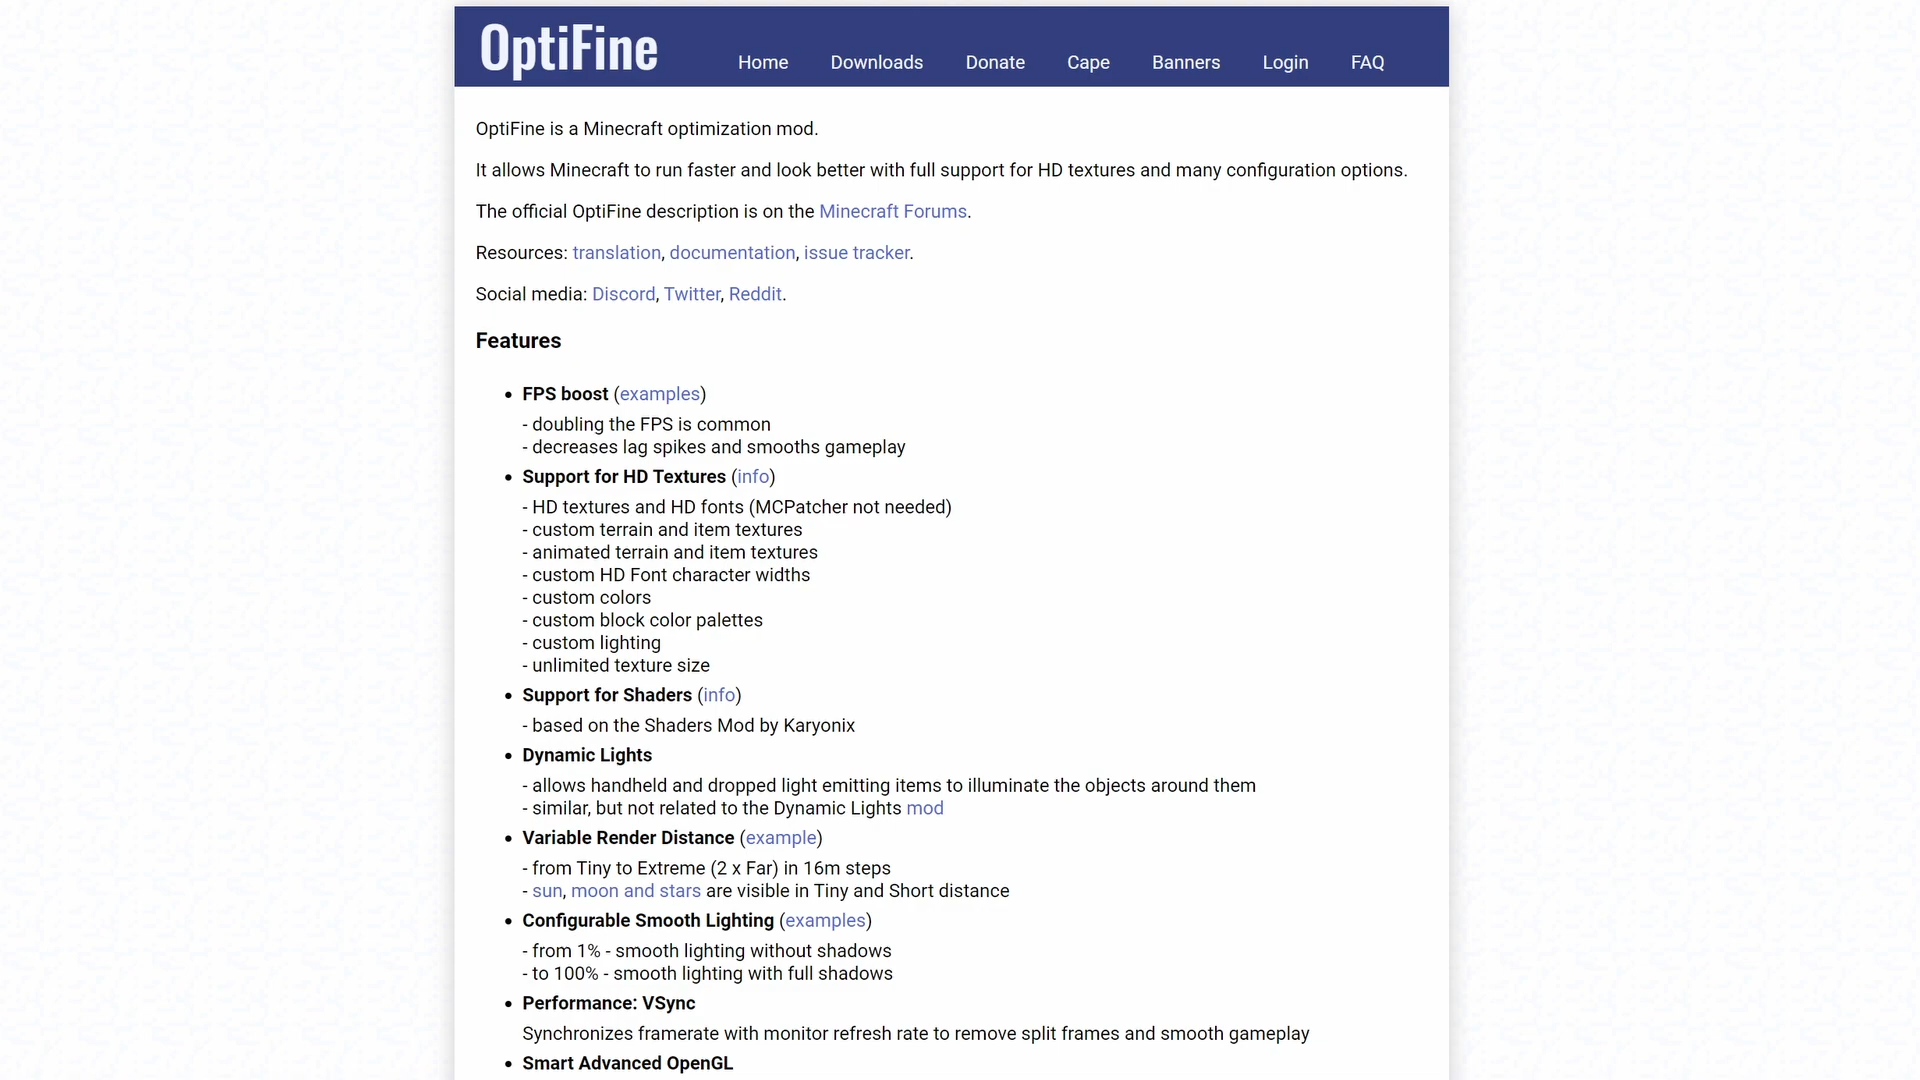 OptiFine
Home Downloads Donate Cape Banners Login FAQ
OptiFine is a Minecraft optimization mod.
It allows Minecraft to run faster and look better with full support for HD textures and many configuration options.
The official OptiFine description is on the Minecraft Forums.
Resources: translation, documentation, issue tracker.
Social media: Discord, Twitter, Reddit.
Features
• FPS boost (examples)
- doubling the FPS is common
- decreases lag spikes and smooths gameplay
• Support for HD Textures (info)
- HD textures and HD fonts (MCPatcher not needed)
- custom terrain and item textures
- animated terrain and item textures
- custom HD Font character widths
- custom colors
- custom block color palettes
- custom lighting
- unlimited texture size
• Support for Shaders (info)
- based on the Shaders Mod by Karyonix
• Dynamic Lights
- allows handheld and dropped light emitting items to illuminate the objects around them
- similar, but not related to the Dynamic Lights mod
• Variable Render Distance (example)
- from Tiny to Extreme (2 x Far) in 16m steps
- sun, moon and stars are visible in Tiny and Short distance
• Configurable Smooth Lighting (examples)
- from 1% - smooth lighting without shadows
- to 100% - smooth lighting with full shadows
• Performance: VSync
Synchronizes framerate with monitor refresh rate to remove split frames and smooth gameplay
• Smart Advanced OpenGL